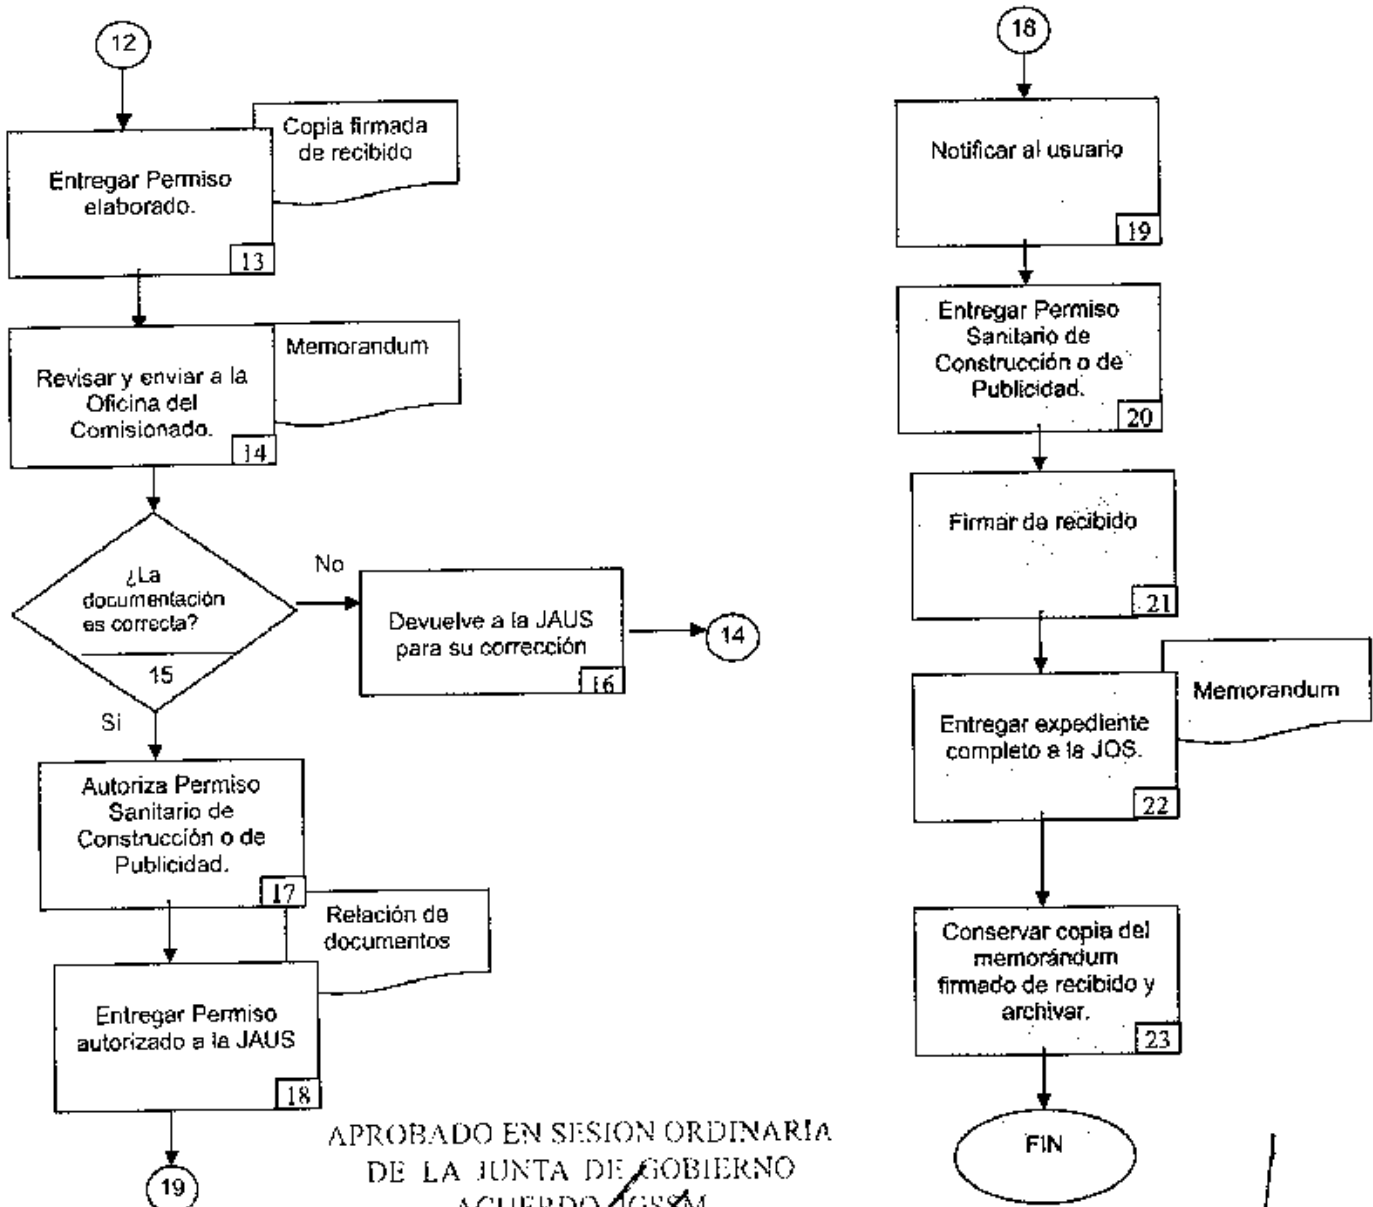 12
Copia firmada
de recibido
Entregar Permiso
elaborado.
13
Memorandum
Revisar y enviar a la
Oficina del
Comisionado.
14
¿La
documentación
es correcta?
15
No
Devuelve a la JAUS
para su corrección
16
14
Si
Autoriza Permiso
Sanitario de
Construcción o de
Publicidad.
17
Relación de
documentos
Entregar Permiso
autorizado a la JAUS
18
19
18
Notificar al usuario
19
Entregar Permiso
Sanitario de
Construcción o de
Publicidad.
20
Firmar de recibido
21
Memorandum
Entregar expediente
completo a la JOS.
22
Conservar copia del
memorándum
firmado de recibido y
archivar.
23
FIN
APROBADO EN SESION ORDINARIA
DE LA JUNTA DE GOBIERNO
ACUERDO